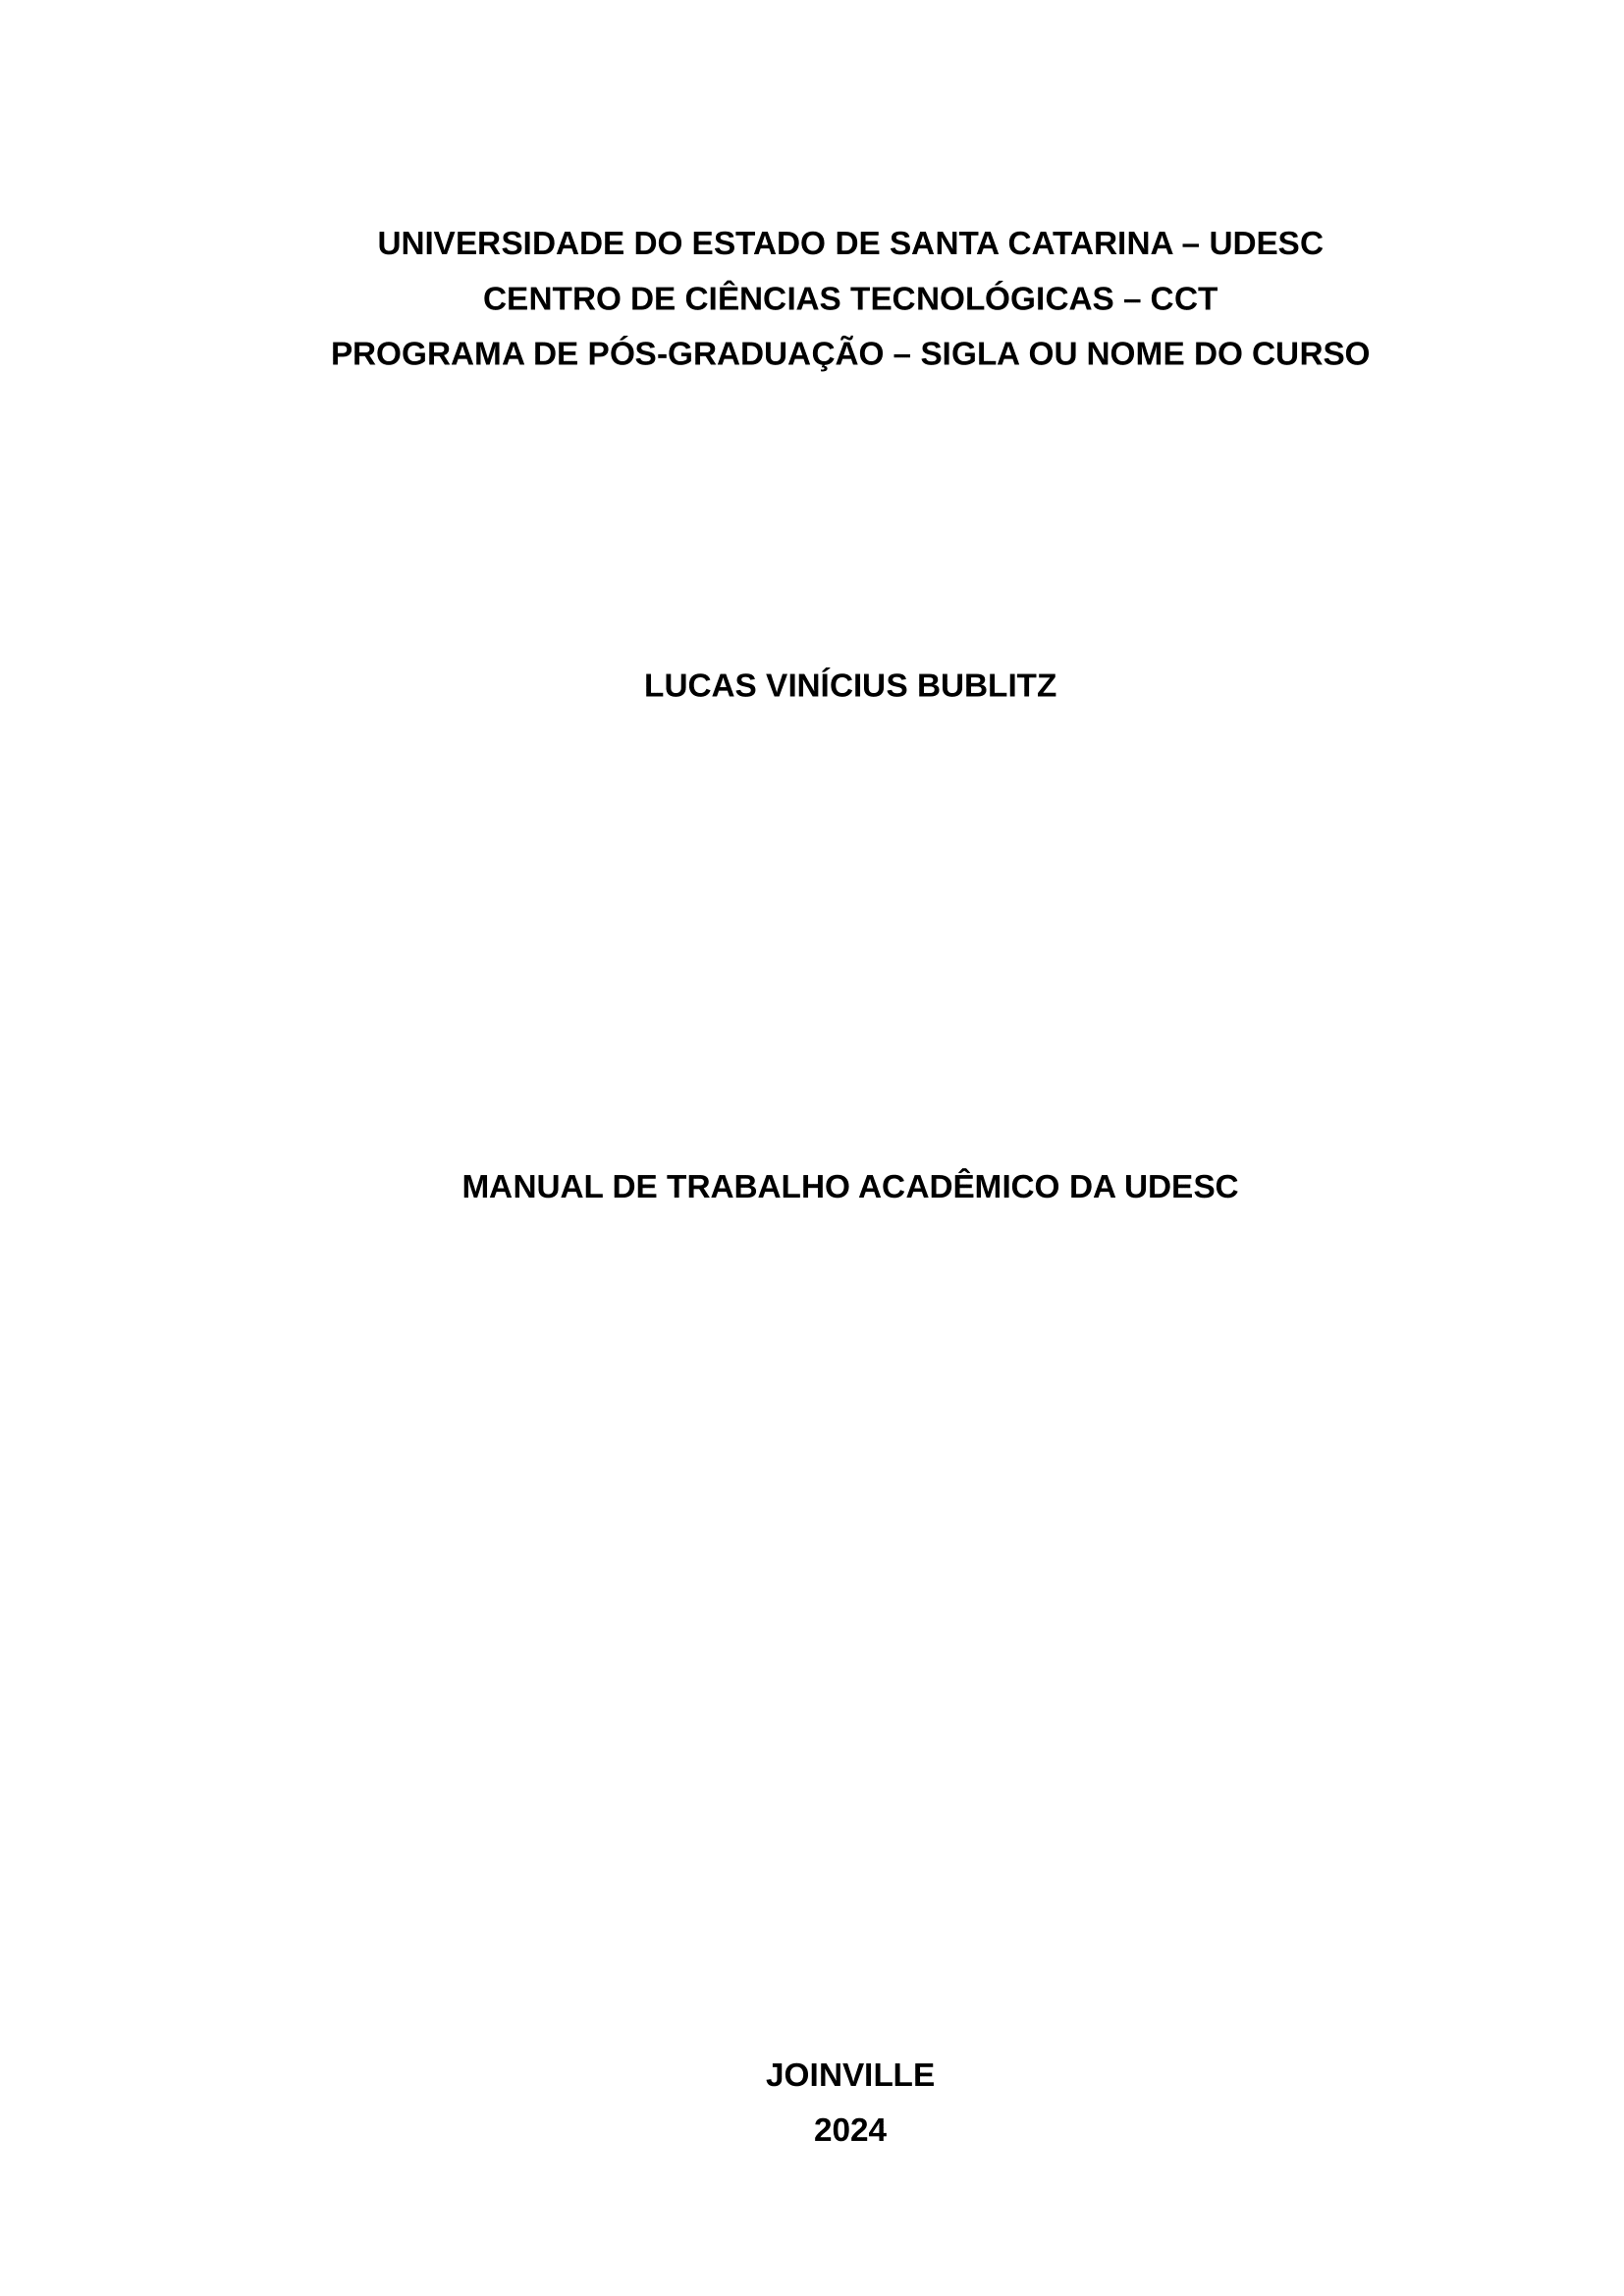 UNIVERSIDADE DO ESTADO DE SANTA CATARINA – UDESC
CENTRO DE CIÊNCIAS TECNOLÓGICAS – CCT
PROGRAMA DE PÓS-GRADUAÇÃO – SIGLA OU NOME DO CURSO
LUCAS VINÍCIUS BUBLITZ
MANUAL DE TRABALHO ACADÊMICO DA UDESC
JOINVILLE
2024